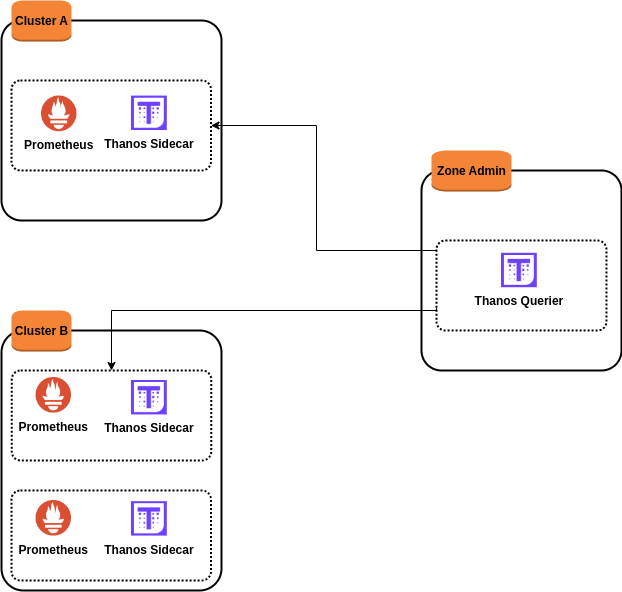 Cluster A
Prometheus
Thanos Sidecar
Zone Admin
Thanos Querier
Cluster B
Prometheus
Thanos Sidecar
Prometheus
Thanos Sidecar